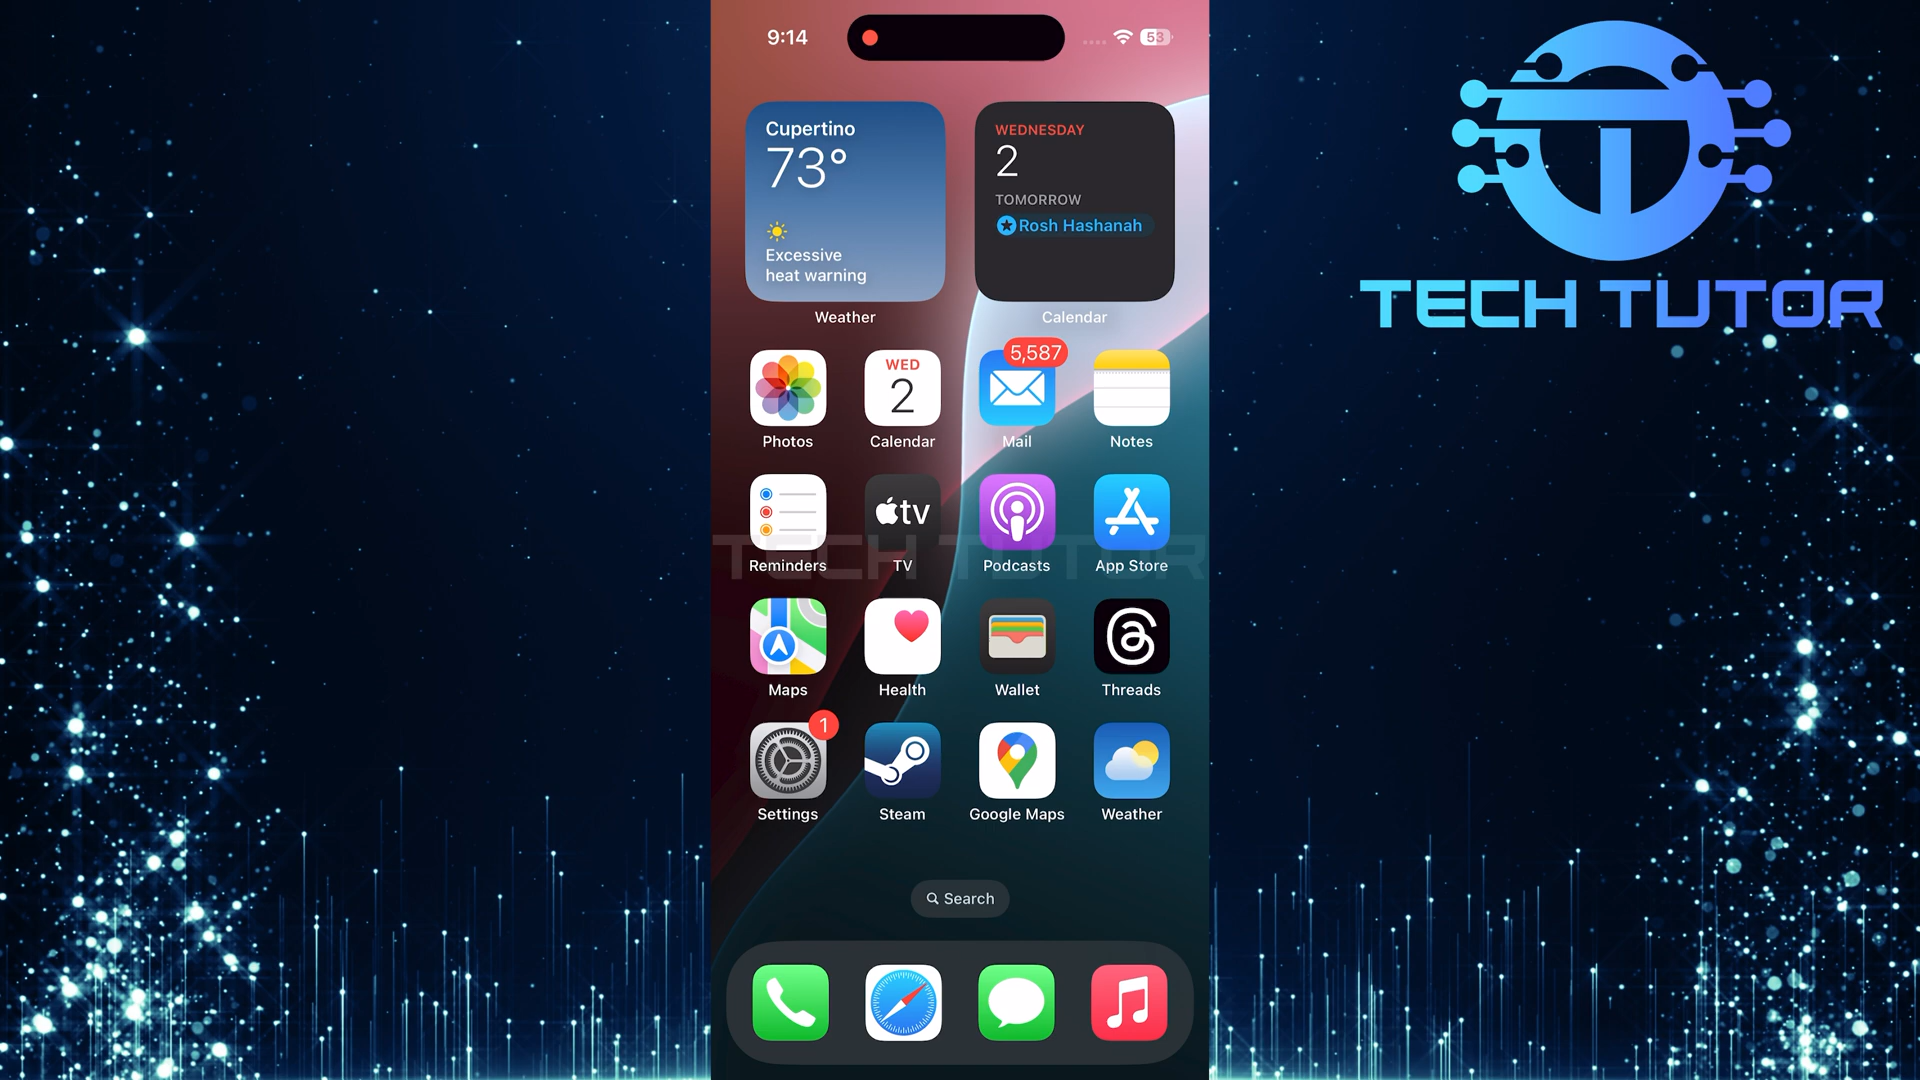 9:14
53
Cupertino
73°
Excessive
heat warning
Weather
WEDNESDAY
2
TOMORROW
Rosh Hashanah
Calendar
TECH TUTOR
Photos
WED
2
Calendar
5,587
Mail
Notes
Reminders
tv
TV
Podcasts
App Store
TECH TUTOR
Maps
Health
Wallet
Threads
1
Settings
Steam
Google Maps
Weather
Search